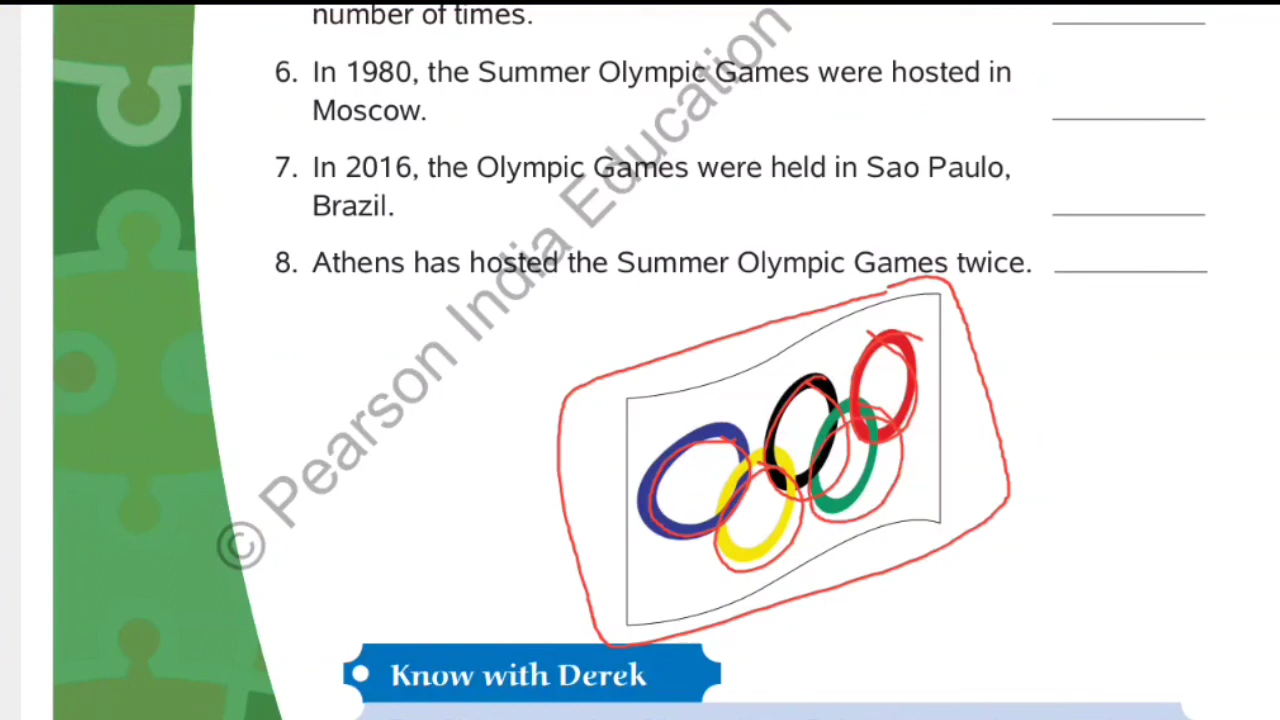 number of times.
6. In 1980, the Summer Olympic Games were hosted in
Moscow.
7. In 2016, the Olympic Games were held in Sao Paulo,
Brazil.
8. Athens has hosted the Summer Olympic Games twice.
© Pearson India Education
Know with Derek